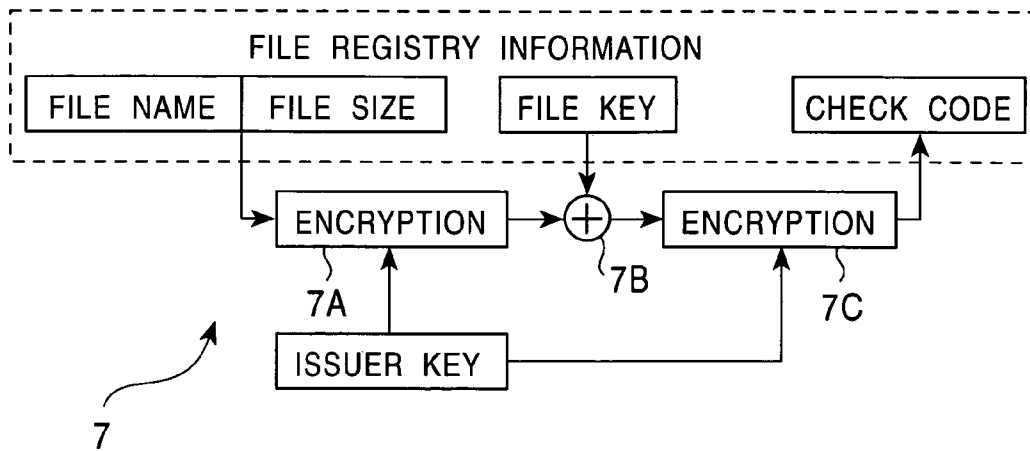 FILE REGISTRY INFORMATION
FILE NAME FILE SIZE FILE KEY CHECK CODE
ENCRYPTION ENCRYPTION
7A 7B 7C
ISSUER KEY
7